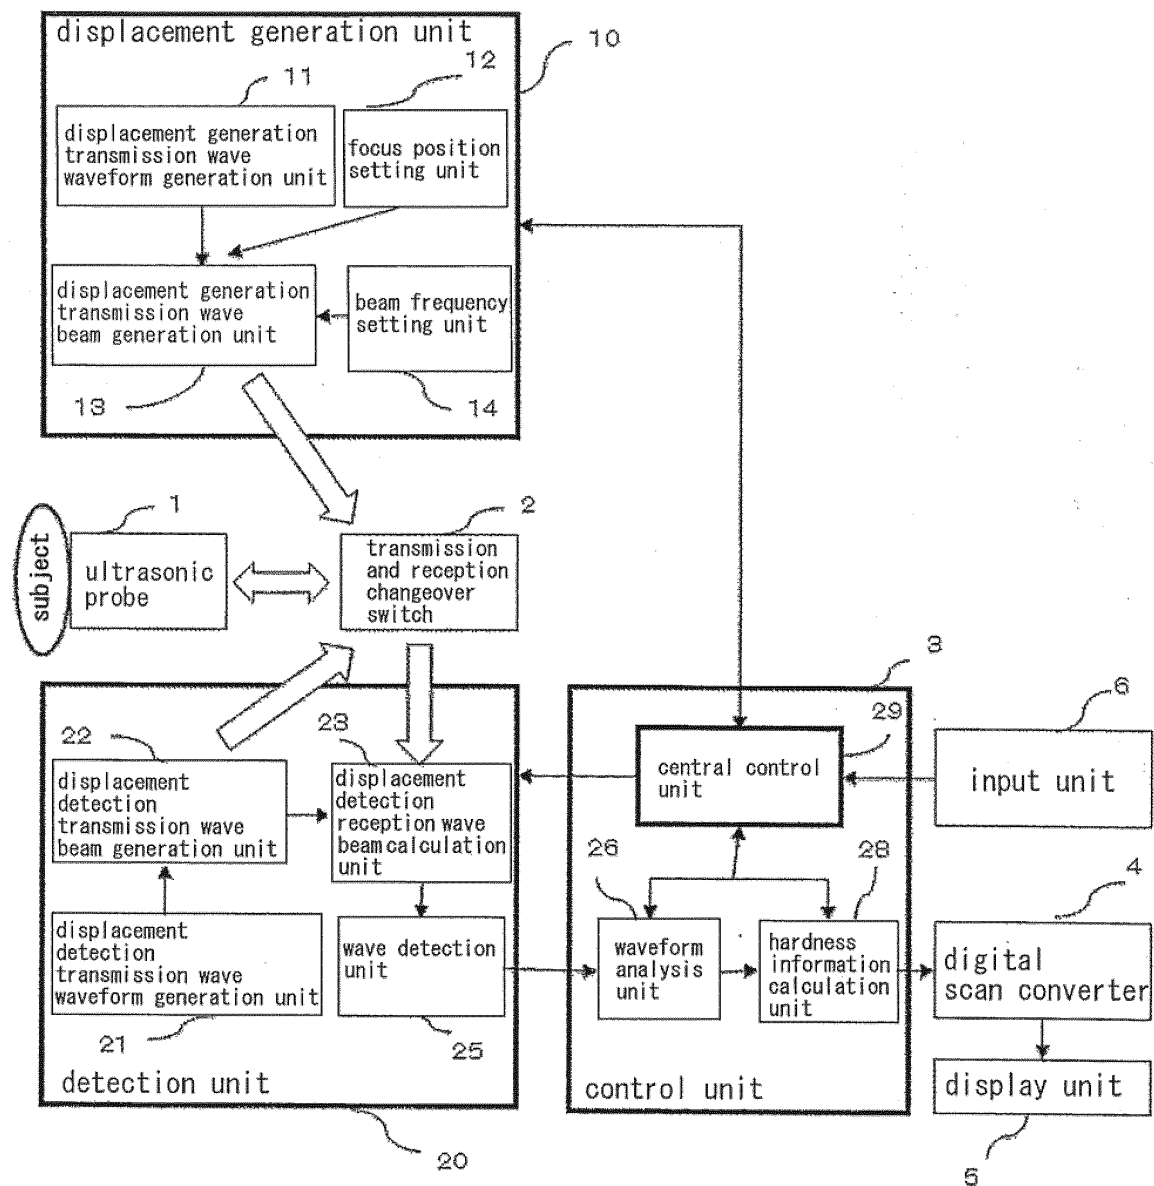 displacement generation unit
10
11
12
displacement generation
transmission wave
waveform generation unit
focus position
setting unit
displacement generation
transmission wave
beam generation unit
beam frequency
setting unit
13
14
1
2
subject
ultrasonic
probe
transmission
and reception
changeover
switch
3
6
22
23
29
displacement
detection
transmission wave
beam generation unit
displacement
detection
reception wave
beam calculation
unit
central control
unit
input unit
26
28
4
displacement
detection
transmission wave
waveform generation unit
wave detection
unit
waveform
analysis
unit
hardness
information
calculation
unit
digital
scan converter
21
25
detection unit
control unit
display unit
20
5